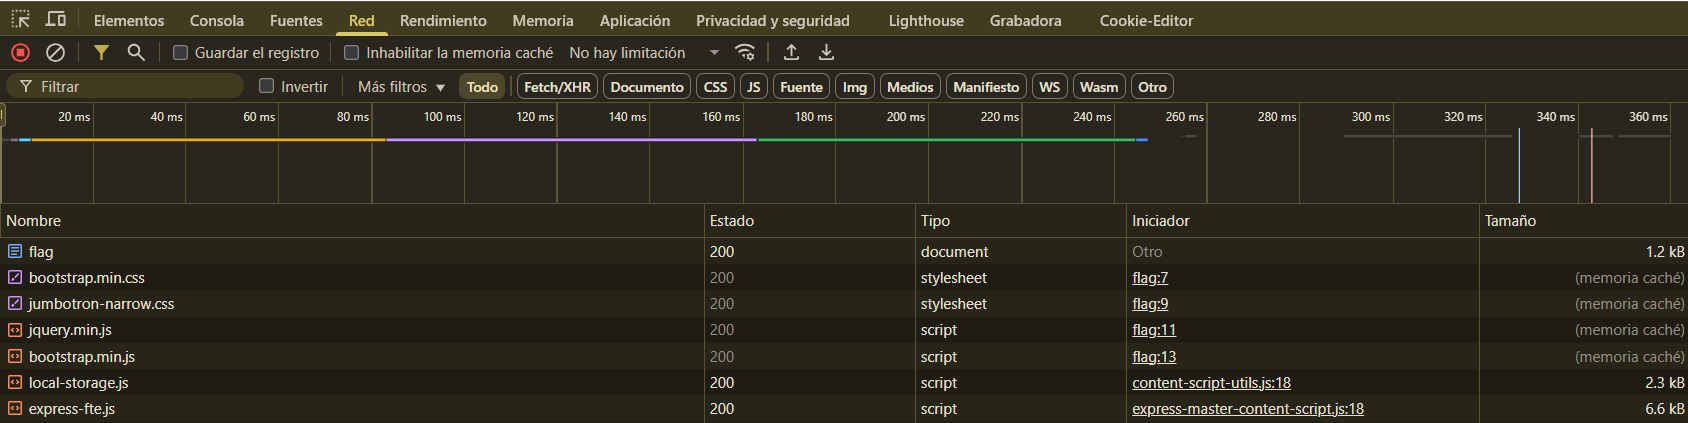 Elementos Consola Fuentes Red Rendimiento Memoria Aplicación Privacidad y seguridad Lighthouse Grabadora Cookie-Editor
Guardar el registro Inhabilitar la memoria caché No hay limitación
Filtrar Invertir Más filtros Todo Fetch/XHR Documento CSS JS Fuente Img Medios Manifiesto WS Wasm Otro
20 ms 40 ms 60 ms 80 ms 100 ms 120 ms 140 ms 160 ms 180 ms 200 ms 220 ms 240 ms 260 ms 280 ms 300 ms 320 ms 340 ms 360 ms
Nombre Estado Tipo Iniciador Tamaño
flag 200 document Otro 1.2 kB
bootstrap.min.css 200 stylesheet flag:7 (memoria caché)
jumbotron-narrow.css 200 stylesheet flag:9 (memoria caché)
jquery.min.js 200 script flag:11 (memoria caché)
bootstrap.min.js 200 script flag:13 (memoria caché)
local-storage.js 200 script content-script-utils.js:18 2.3 kB
express-fte.js 200 script express-master-content-script.js:18 6.6 kB